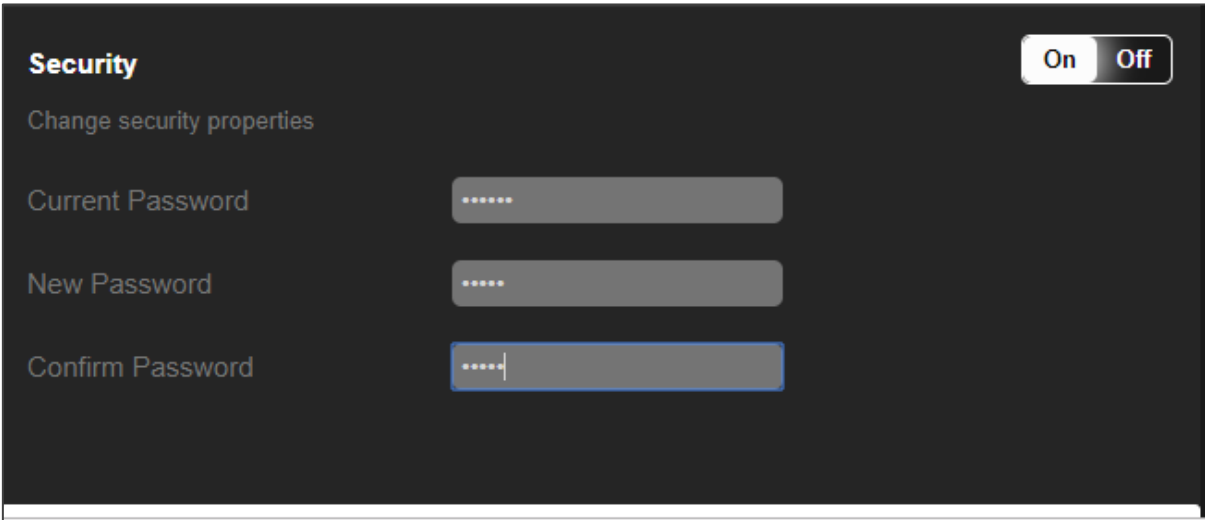 Security
On Off
Change security properties
Current Password ••••••
New Password •••••
Confirm Password •••••